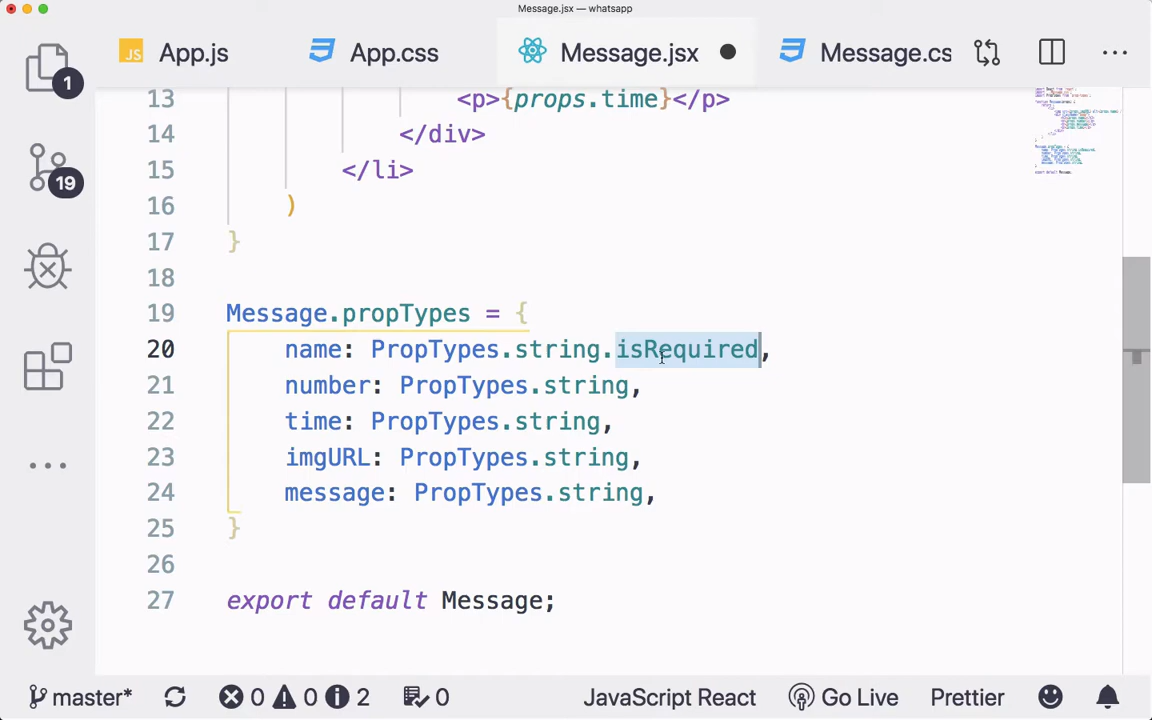 Message.jsx — whatsapp
JS App.js App.css Message.jsx Message.cs
1
19
13 <p>{props.time}</p>
14 </div>
15 </li>
16 )
17 }
18
19 Message.propTypes = {
20 name: PropTypes.string.isRequired,
21 number: PropTypes.string,
22 time: PropTypes.string,
23 imgURL: PropTypes.string,
24 message: PropTypes.string,
25 }
26
27 export default Message;
master* 0 0 2 0 JavaScript React Go Live Prettier